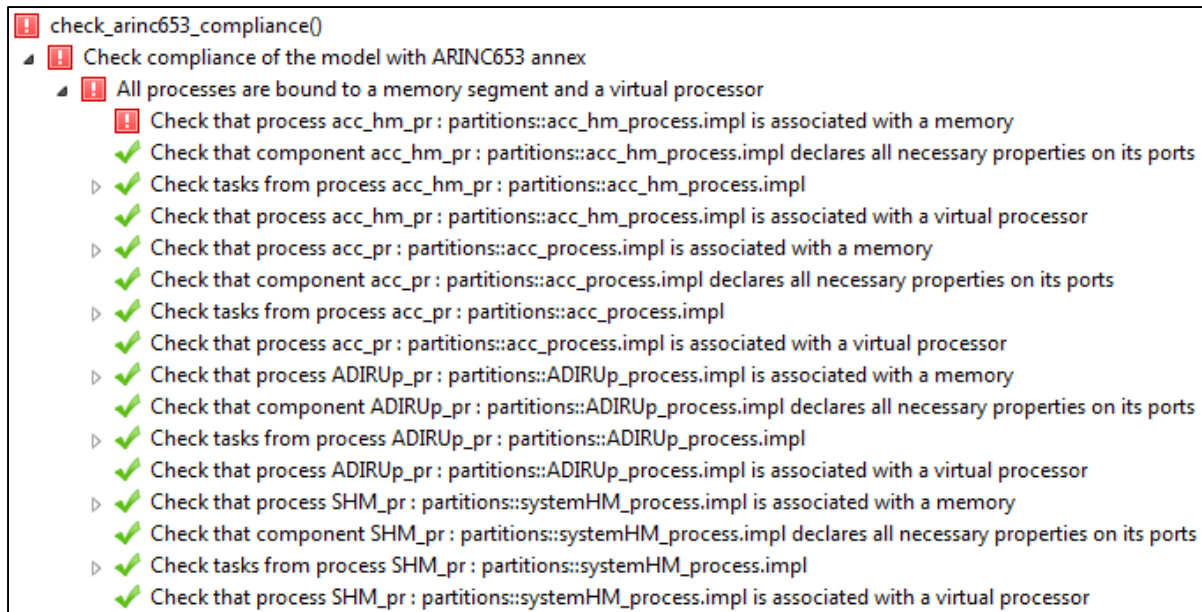 check_arinc653_compliance()
Check compliance of the model with ARINC653 annex
All processes are bound to a memory segment and a virtual processor
Check that process acc_hm_pr : partitions::acc_hm_process.impl is associated with a memory
Check that component acc_hm_pr : partitions::acc_hm_process.impl declares all necessary properties on its ports
Check tasks from process acc_hm_pr : partitions::acc_hm_process.impl
Check that process acc_hm_pr : partitions::acc_hm_process.impl is associated with a virtual processor
Check that process acc_pr : partitions::acc_process.impl is associated with a memory
Check that component acc_pr : partitions::acc_process.impl declares all necessary properties on its ports
Check tasks from process acc_pr : partitions::acc_process.impl
Check that process acc_pr : partitions::acc_process.impl is associated with a virtual processor
Check that process ADIRUp_pr : partitions::ADIRUp_process.impl is associated with a memory
Check that component ADIRUp_pr : partitions::ADIRUp_process.impl declares all necessary properties on its ports
Check tasks from process ADIRUp_pr : partitions::ADIRUp_process.impl
Check that process ADIRUp_pr : partitions::ADIRUp_process.impl is associated with a virtual processor
Check that process SHM_pr : partitions::systemHM_process.impl is associated with a memory
Check that component SHM_pr : partitions::systemHM_process.impl declares all necessary properties on its ports
Check tasks from process SHM_pr : partitions::systemHM_process.impl
Check that process SHM_pr : partitions::systemHM_process.impl is associated with a virtual processor